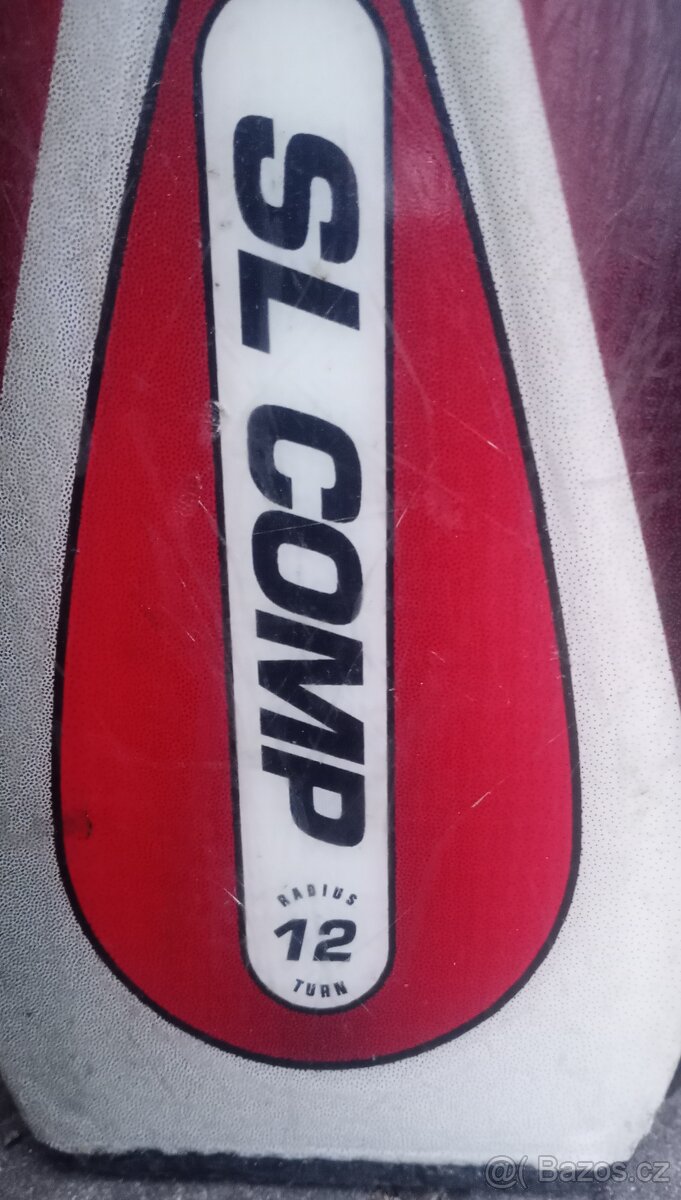 SL COMP
RADIUS
12
TURN
@( Bazos.cz